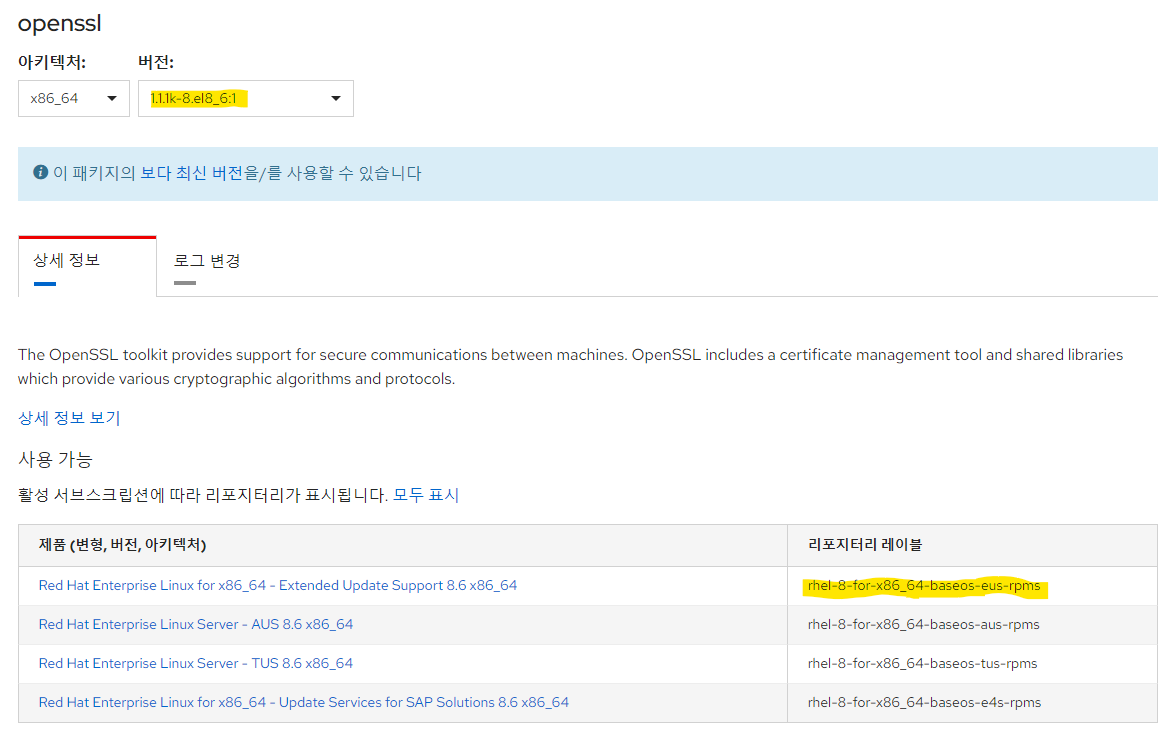 openssl
아키텍처: 버전:
x86_64 1.1.1k-8.el8_6:1
이 패키지의 보다 최신 버전을/를 사용할 수 있습니다
상세 정보 로그 변경
The OpenSSL toolkit provides support for secure communications between machines. OpenSSL includes a certificate management tool and shared libraries
which provide various cryptographic algorithms and protocols.
상세 정보 보기
사용 가능
활성 서브스크립션에 따라 리포지터리가 표시됩니다. 모두 표시
제품 (변형, 버전, 아키텍처) 리포지터리 레이블
Red Hat Enterprise Linux for x86_64 - Extended Update Support 8.6 x86_64 rhel-8-for-x86_64-baseos-eus-rpms
Red Hat Enterprise Linux Server - AUS 8.6 x86_64 rhel-8-for-x86_64-baseos-aus-rpms
Red Hat Enterprise Linux Server - TUS 8.6 x86_64 rhel-8-for-x86_64-baseos-tus-rpms
Red Hat Enterprise Linux for x86_64 - Update Services for SAP Solutions 8.6 x86_64 rhel-8-for-x86_64-baseos-e4s-rpms